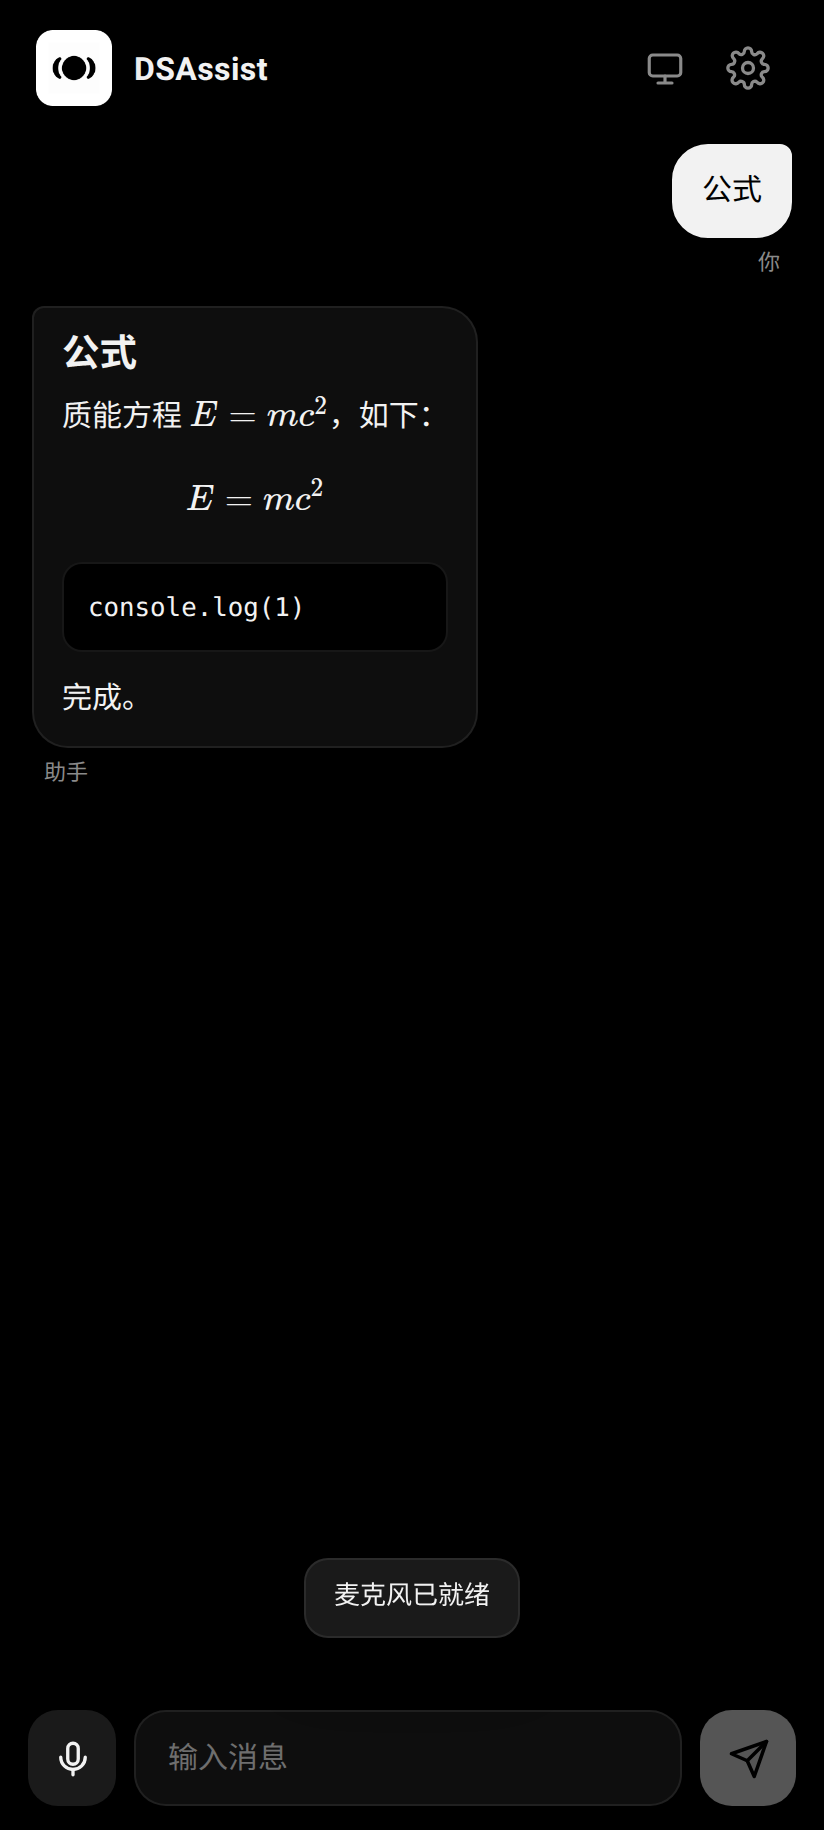 DSAssist
公式
你
公式
质能方程 E = mc²，如下：
E = mc²
console.log(1)
完成。
助手
麦克风已就绪
输入消息